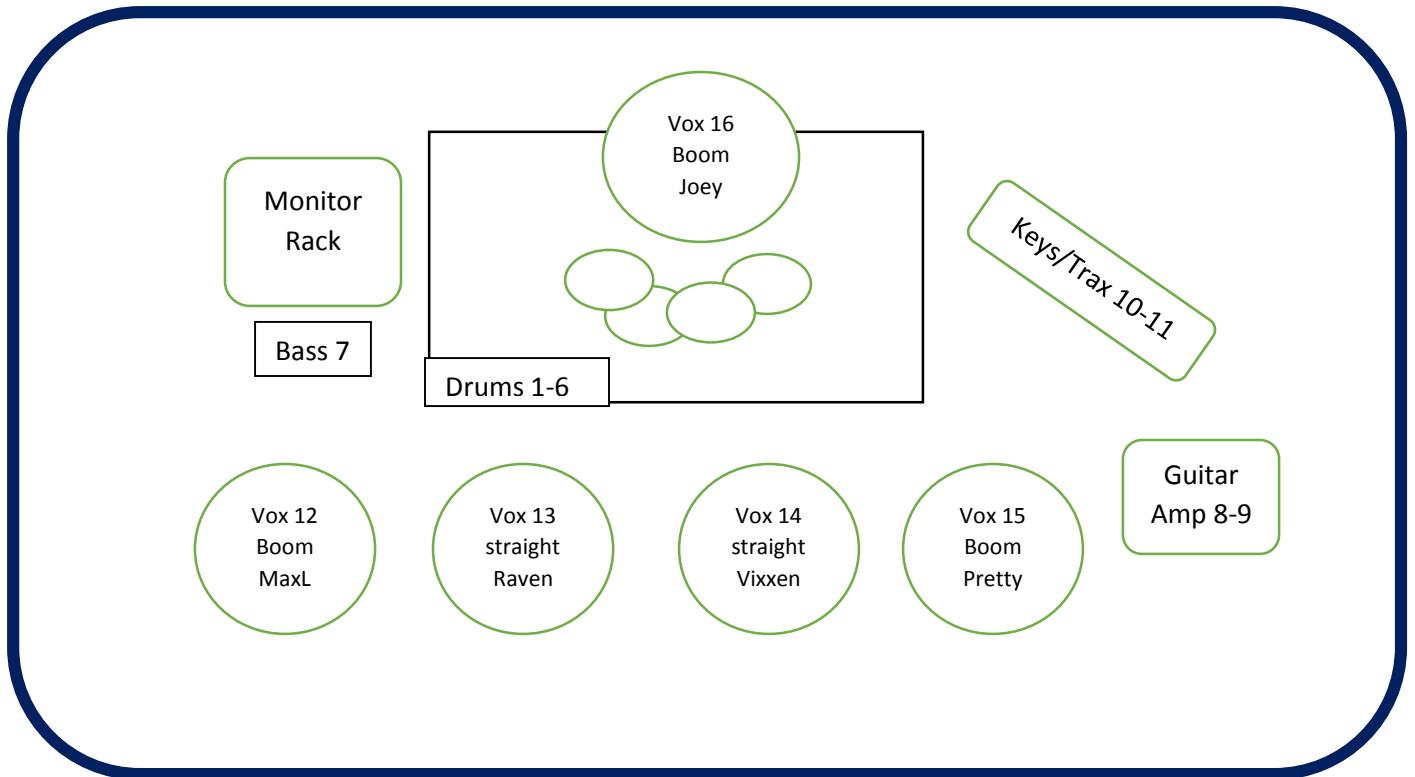 Vox 16
Boom
Joey
Monitor
Rack
Keys/Trax 10-11
Bass 7
Drums 1-6
Guitar
Amp 8-9
Vox 12
Boom
MaxL
Vox 13
straight
Raven
Vox 14
straight
Vixxen
Vox 15
Boom
Pretty